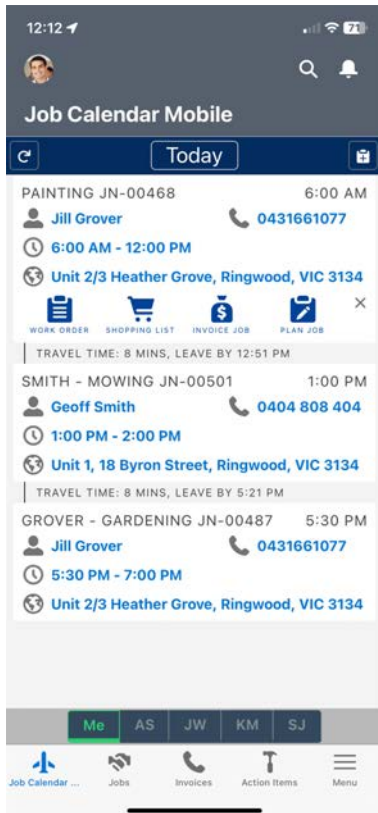 12:12
71
Job Calendar Mobile
Today
PAINTING JN-00468 6:00 AM
Jill Grover 0431661077
6:00 AM - 12:00 PM
Unit 2/3 Heather Grove, Ringwood, VIC 3134
WORK ORDER SHOPPING LIST INVOICE JOB PLAN JOB
TRAVEL TIME: 8 MINS, LEAVE BY 12:51 PM
SMITH - MOWING JN-00501 1:00 PM
Geoff Smith 0404 808 404
1:00 PM - 2:00 PM
Unit 1, 18 Byron Street, Ringwood, VIC 3134
TRAVEL TIME: 8 MINS, LEAVE BY 5:21 PM
GROVER - GARDENING JN-00487 5:30 PM
Jill Grover 0431661077
5:30 PM - 7:00 PM
Unit 2/3 Heather Grove, Ringwood, VIC 3134
Me AS JW KM SJ
Job Calendar ... Jobs Invoices Action Items Menu